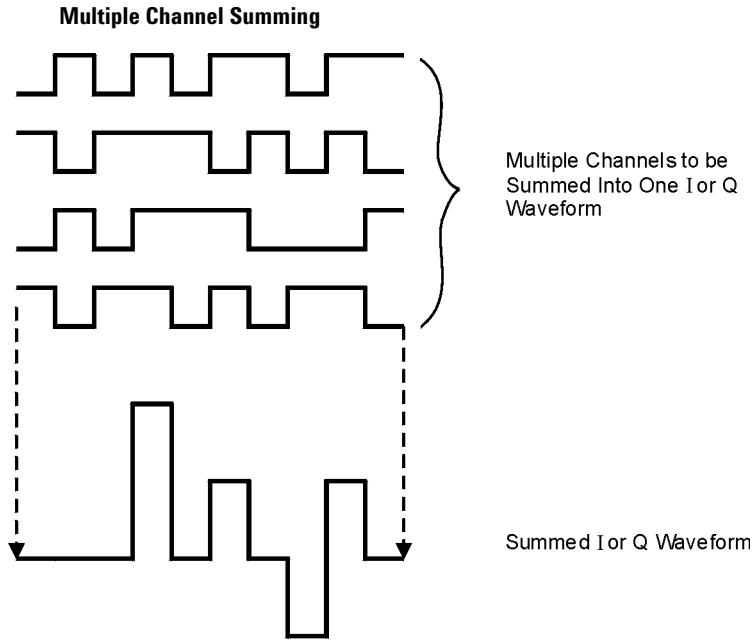 Multiple Channel Summing
Multiple Channels to be
Summed Into One I or Q
Waveform
Summed I or Q Waveform